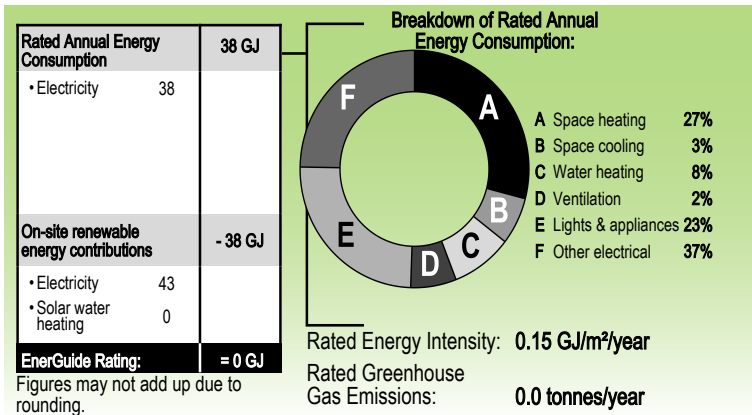 Rated Annual Energy
Consumption
38 GJ
• Electricity 38
On-site renewable
energy contributions
- 38 GJ
• Electricity 43
• Solar water
heating 0
EnerGuide Rating: = 0 GJ
Figures may not add up due to
rounding.
Breakdown of Rated Annual
Energy Consumption:
A
B
C
D
E
F
A Space heating 27%
B Space cooling 3%
C Water heating 8%
D Ventilation 2%
E Lights & appliances 23%
F Other electrical 37%
Rated Energy Intensity: 0.15 GJ/m²/year
Rated Greenhouse
Gas Emissions: 0.0 tonnes/year